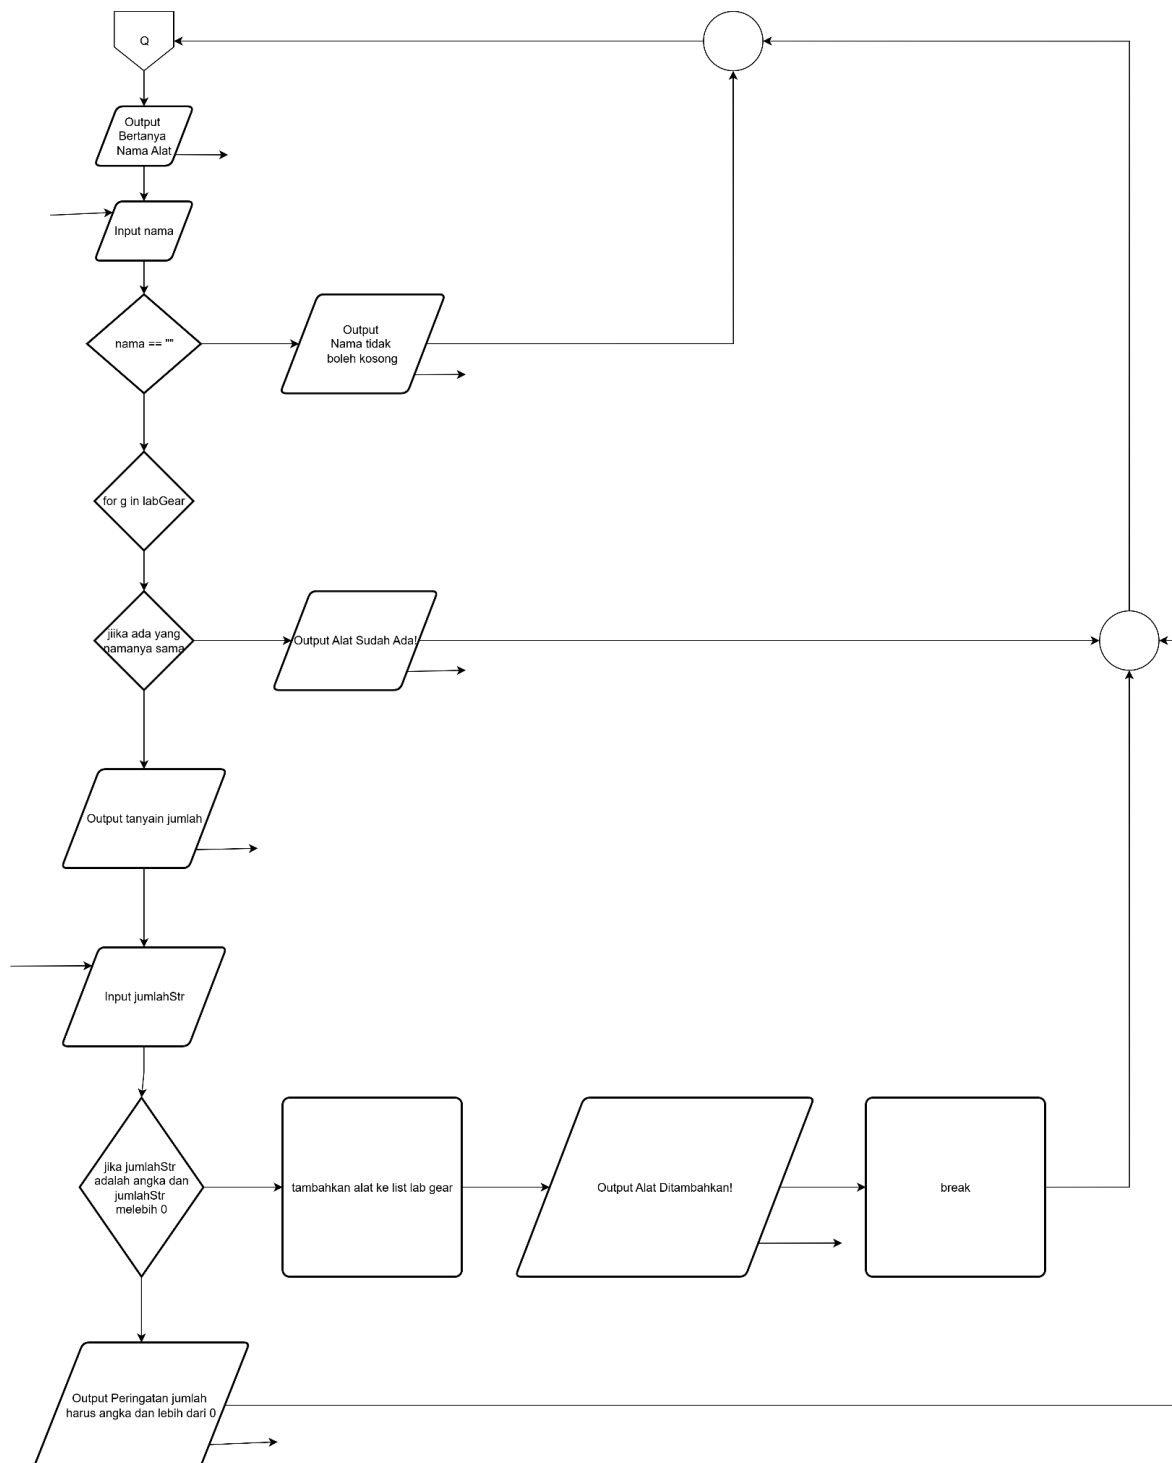 Q
Output
Bertanya
Nama Alat
Input nama
nama == ""
Output
Nama tidak
boleh kosong
for g in labGear
jiika ada yang
namanya sama
Output Alat Sudah Ada!
Output tanyain jumlah
Input jumlahStr
jika jumlahStr
adalah angka dan
jumlahStr
melebih 0
tambahkan alat ke list lab gear
Output Alat Ditambahkan!
break
Output Peringatan jumlah
harus angka dan lebih dari 0